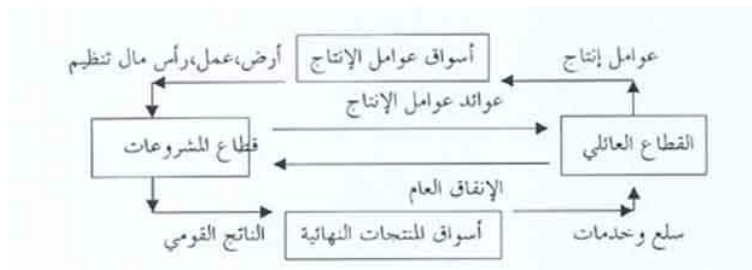 عوامل إنتاج
أسواق عوامل الإنتاج
أرض،عمل،رأس مال تنظيم
عوائد عوامل الإنتاج
القطاع العائلي
قطاع المشروعات
الإنفاق العام
سلع وخدمات
أسواق المنتجات النهائية
الناتج القومي